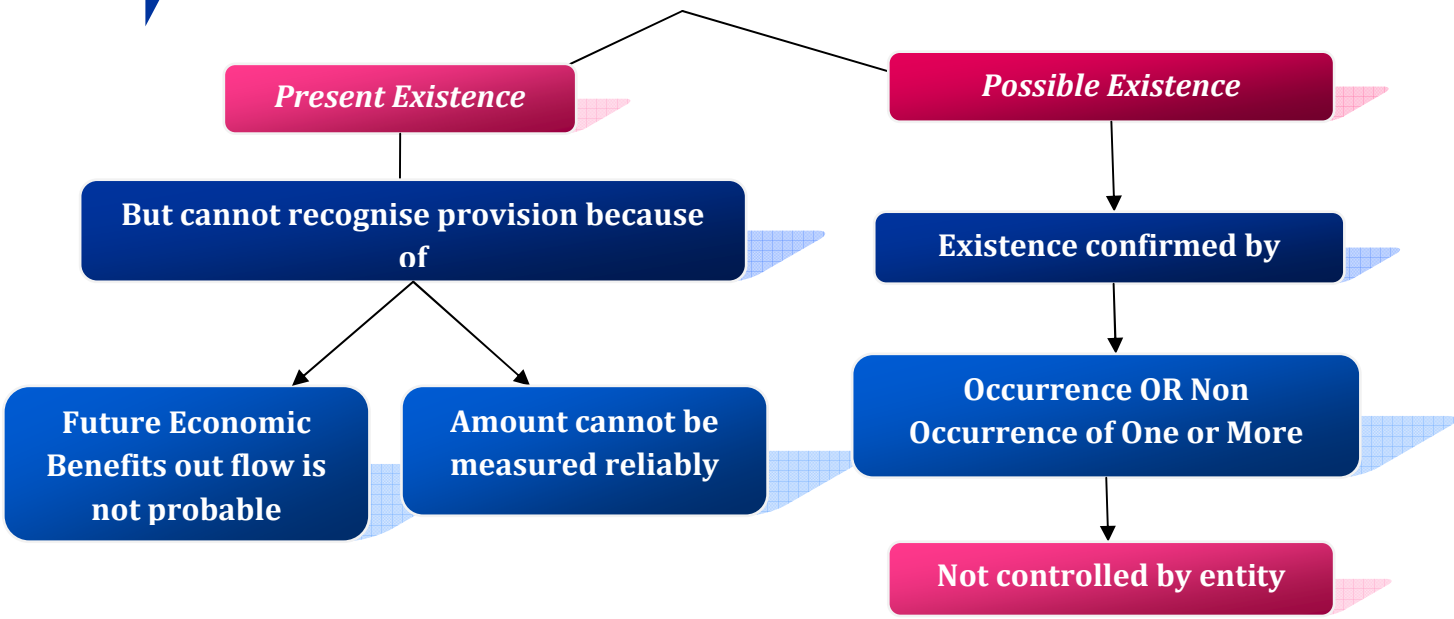 Present Existence
Possible Existence
But cannot recognise provision because
of
Existence confirmed by
Future Economic
Benefits out flow is
not probable
Amount cannot be
measured reliably
Occurrence OR Non
Occurrence of One or More
Not controlled by entity